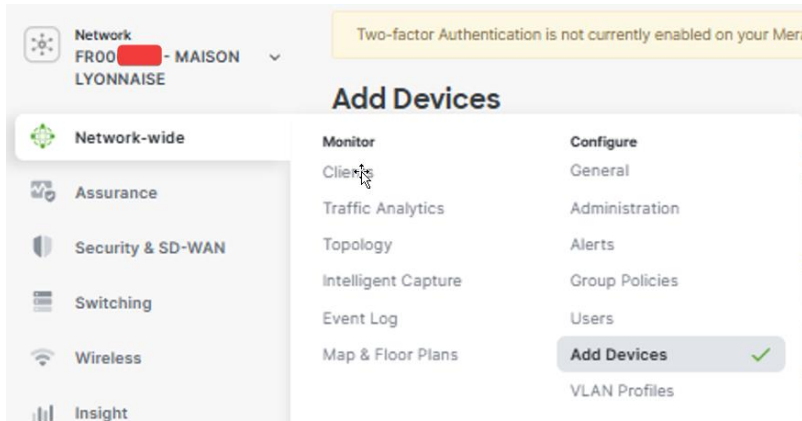 Network
FR00 - MAISON
LYONNAISE
Two-factor Authentication is not currently enabled on your
Add Devices
Network-wide
Assurance
Security & SD-WAN
Switching
Wireless
Insight
Monitor
Clients
Traffic Analytics
Topology
Intelligent Capture
Event Log
Map & Floor Plans
Configure
General
Administration
Alerts
Group Policies
Users
Add Devices
VLAN Profiles